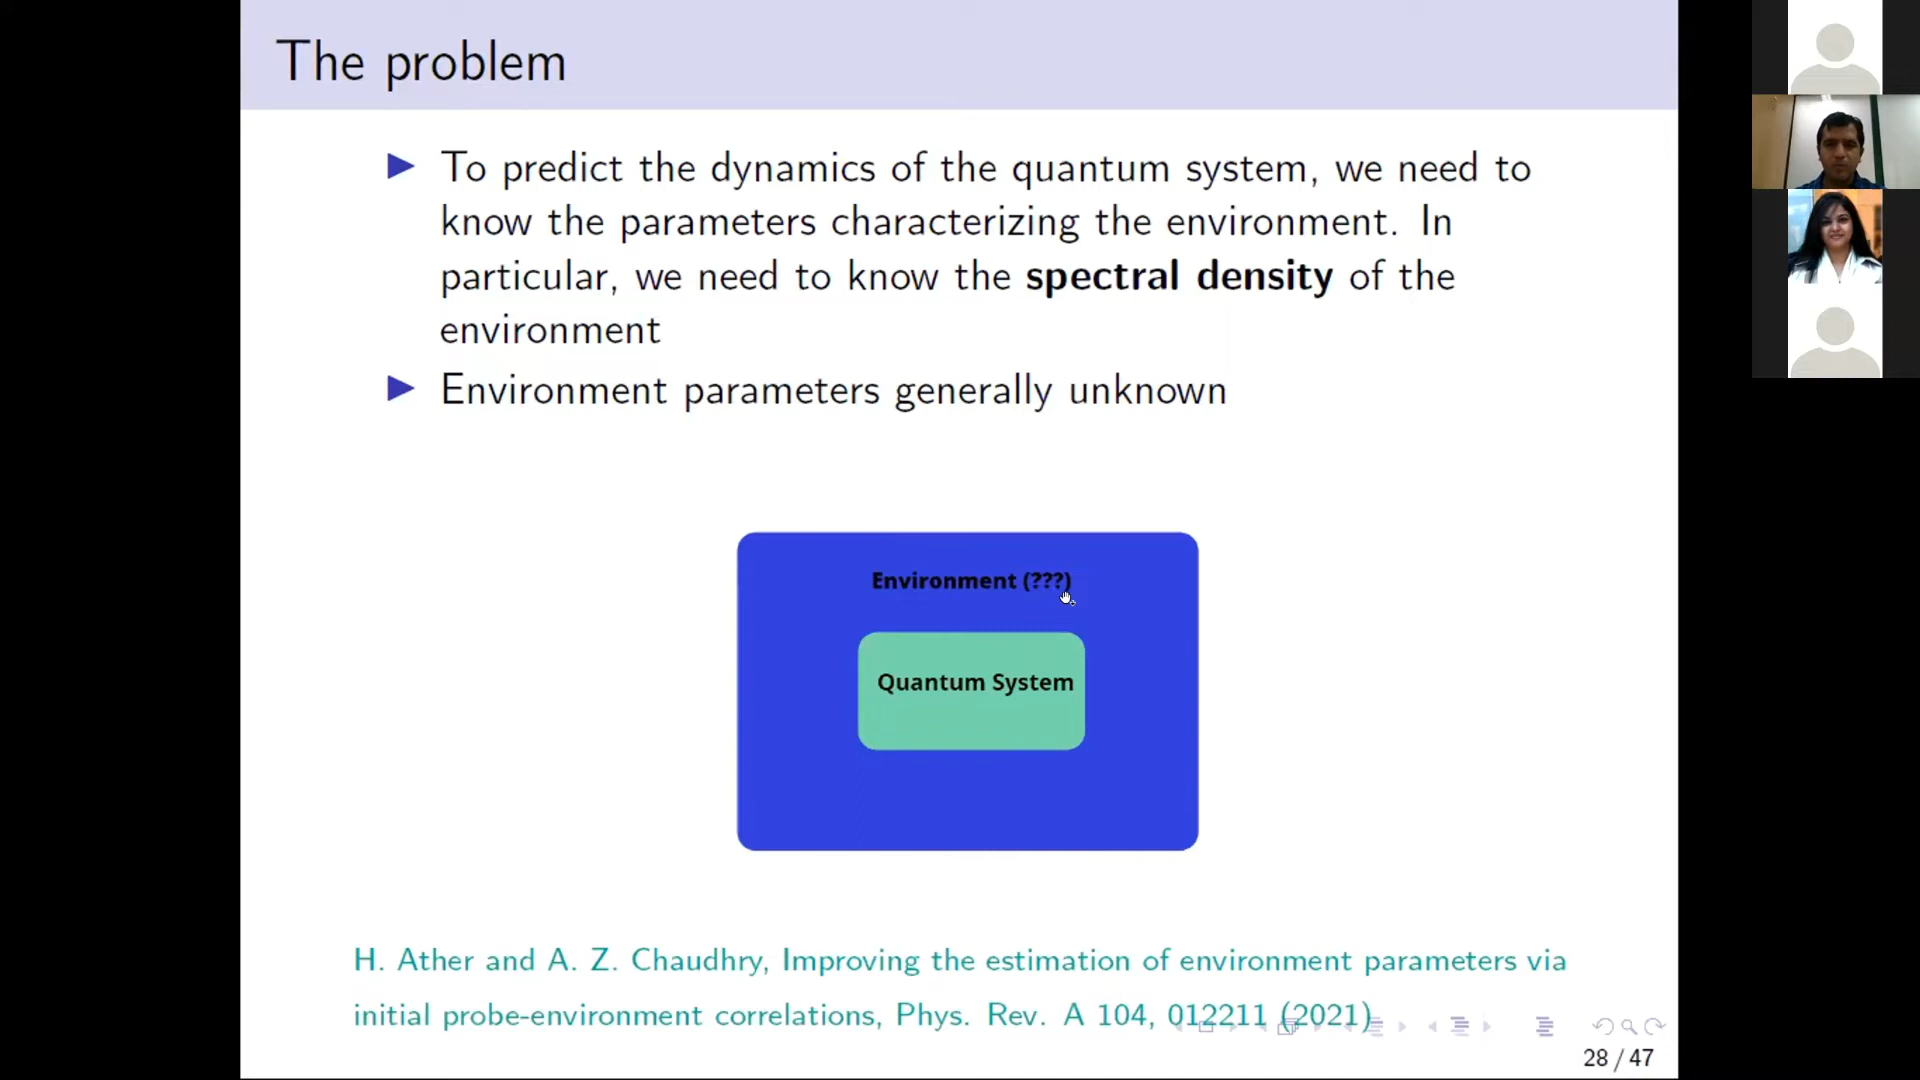 The problem
To predict the dynamics of the quantum system, we need to
know the parameters characterizing the environment. In
particular, we need to know the spectral density of the
environment
Environment parameters generally unknown
Environment (???)
Quantum System
H. Ather and A. Z. Chaudhry, Improving the estimation of environment parameters via
initial probe-environment correlations, Phys. Rev. A 104, 012211 (2021)
28 / 47